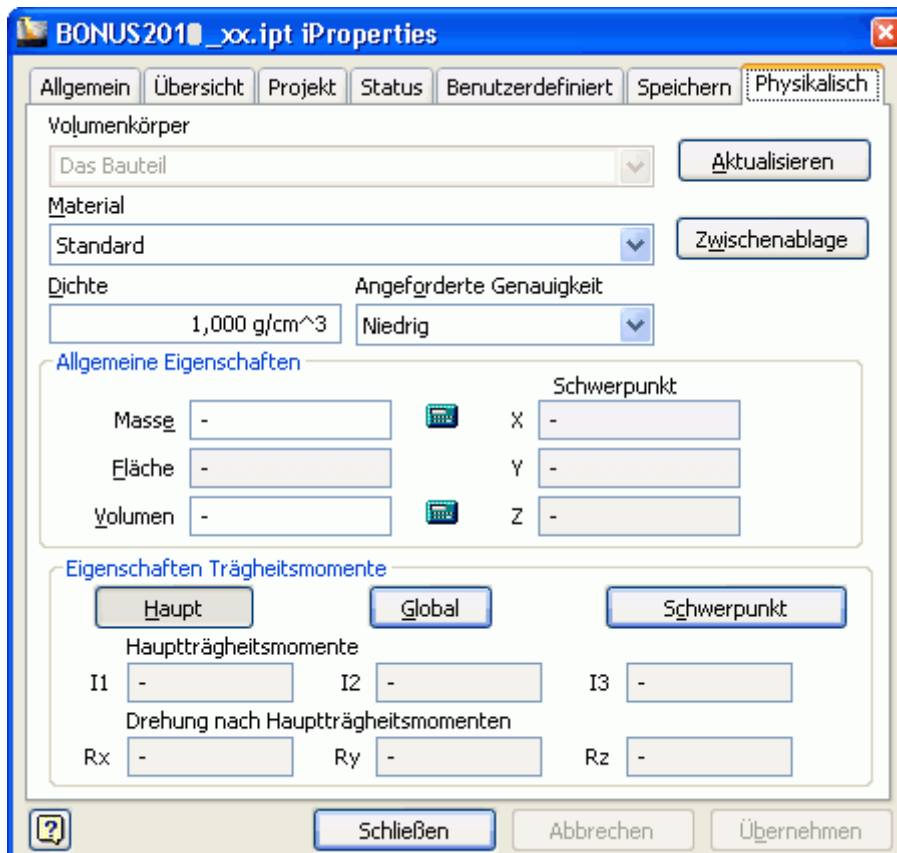 iProperties
Allgemein Übersicht Projekt Status Benutzerdefiniert Speichern Physikalisch
Volumenkörper
Das Bauteil
Aktualisieren
Material
Standard
Zwischenablage
Dichte Angeforderte Genauigkeit
1,000 g/cm^3 Niedrig
Allgemeine Eigenschaften
Schwerpunkt
Masse - X -
Fläche - Y -
Volumen - Z -
Eigenschaften Trägheitsmomente
Haupt Global Schwerpunkt
Hauptträgheitsmomente
I1 - I2 - I3 -
Drehung nach Hauptträgheitsmomenten
Rx - Ry - Rz -
? Schließen Abbrechen Übernehmen